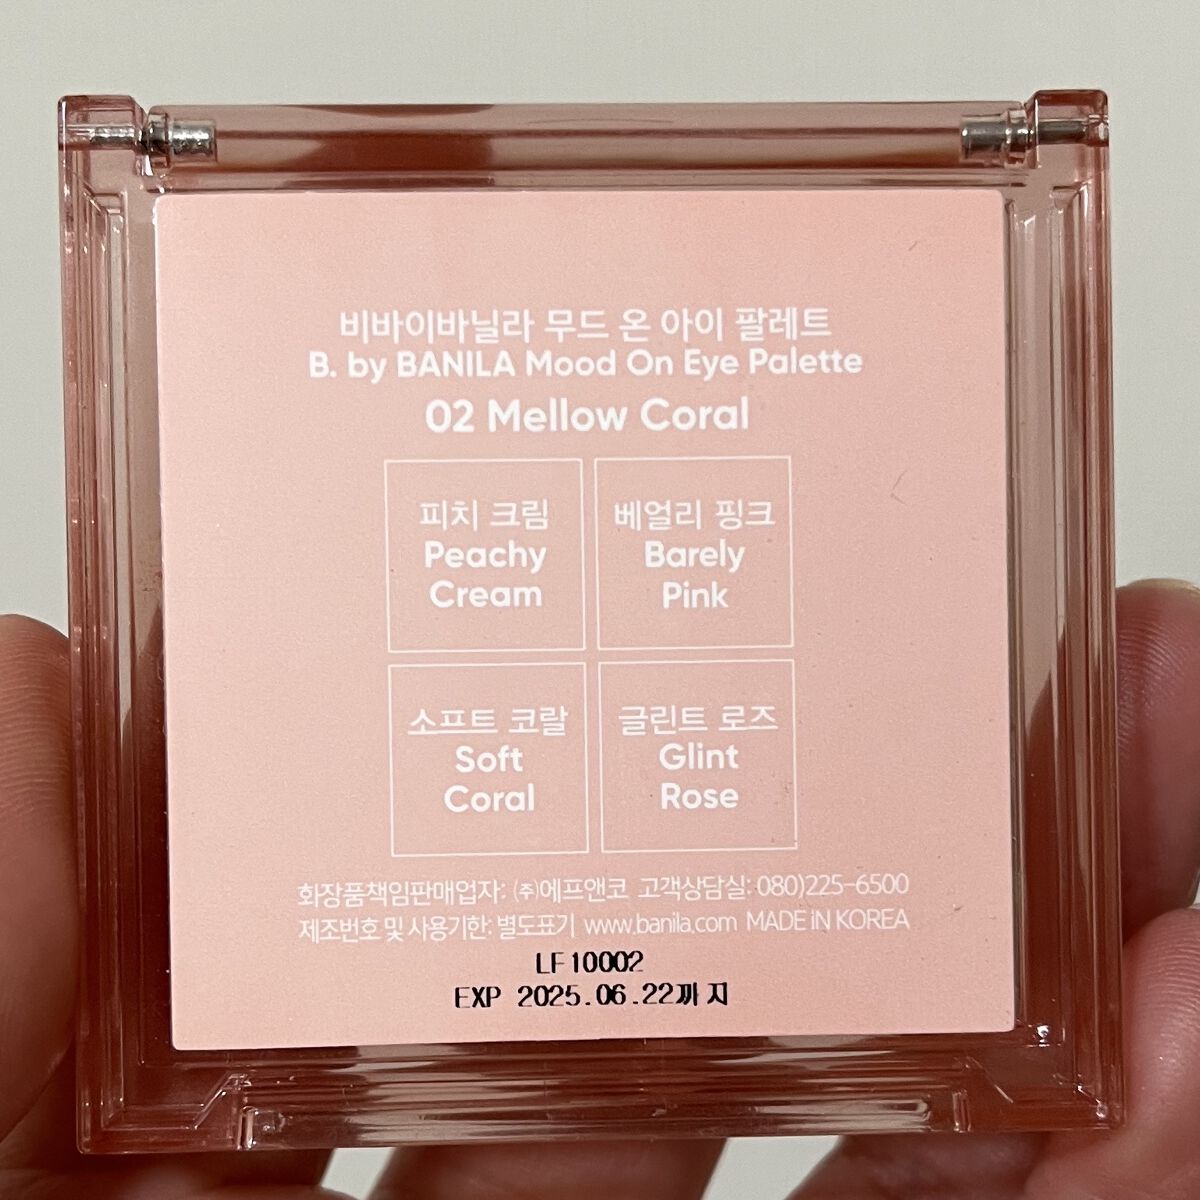 비바이바닐라 무드 온 아이 팔레트
B. by BANILA Mood On Eye Palette
02 Mellow Coral
피치 크림
Peachy
Cream
베얼리 핑크
Barely
Pink
소프트 코랄
Soft
Coral
글린트 로즈
Glint
Rose
화장품책임판매업자: (주)에프앤코 고객상담실: 080)225-6500
제조번호 및 사용기한: 별도표기 www.banila.com MADE iN KOREA
LF10002
EXP 2025.06.22까지